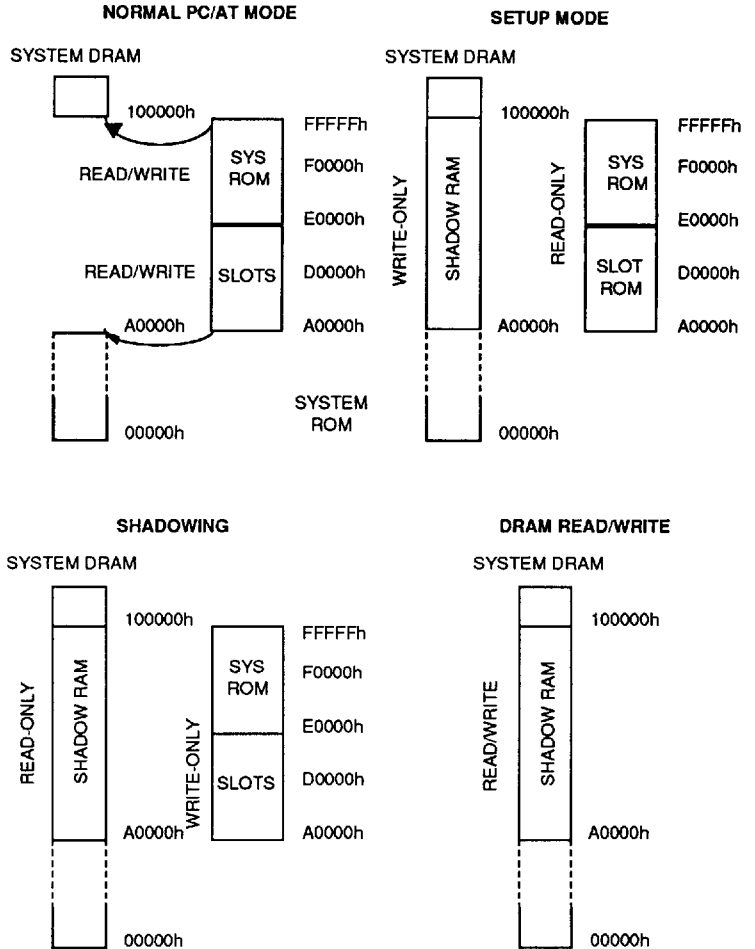 NORMAL PC/AT MODE
SYSTEM DRAM
100000h
FFFFFh
SYS
ROM
F0000h
READ/WRITE
E0000h
READ/WRITE
SLOTS
D0000h
A0000h
A0000h
SYSTEM
ROM
00000h
SETUP MODE
SYSTEM DRAM
100000h
FFFFFh
WRITE-ONLY
SHADOW RAM
READ-ONLY
SYS
ROM
F0000h
E0000h
SLOT
ROM
D0000h
A0000h
A0000h
00000h
SHADOWING
SYSTEM DRAM
100000h
FFFFFh
READ-ONLY
SHADOW RAM
WRITE-ONLY
SYS
ROM
F0000h
E0000h
SLOTS
D0000h
A0000h
A0000h
00000h
DRAM READ/WRITE
SYSTEM DRAM
100000h
READ/WRITE
SHADOW RAM
A0000h
00000h